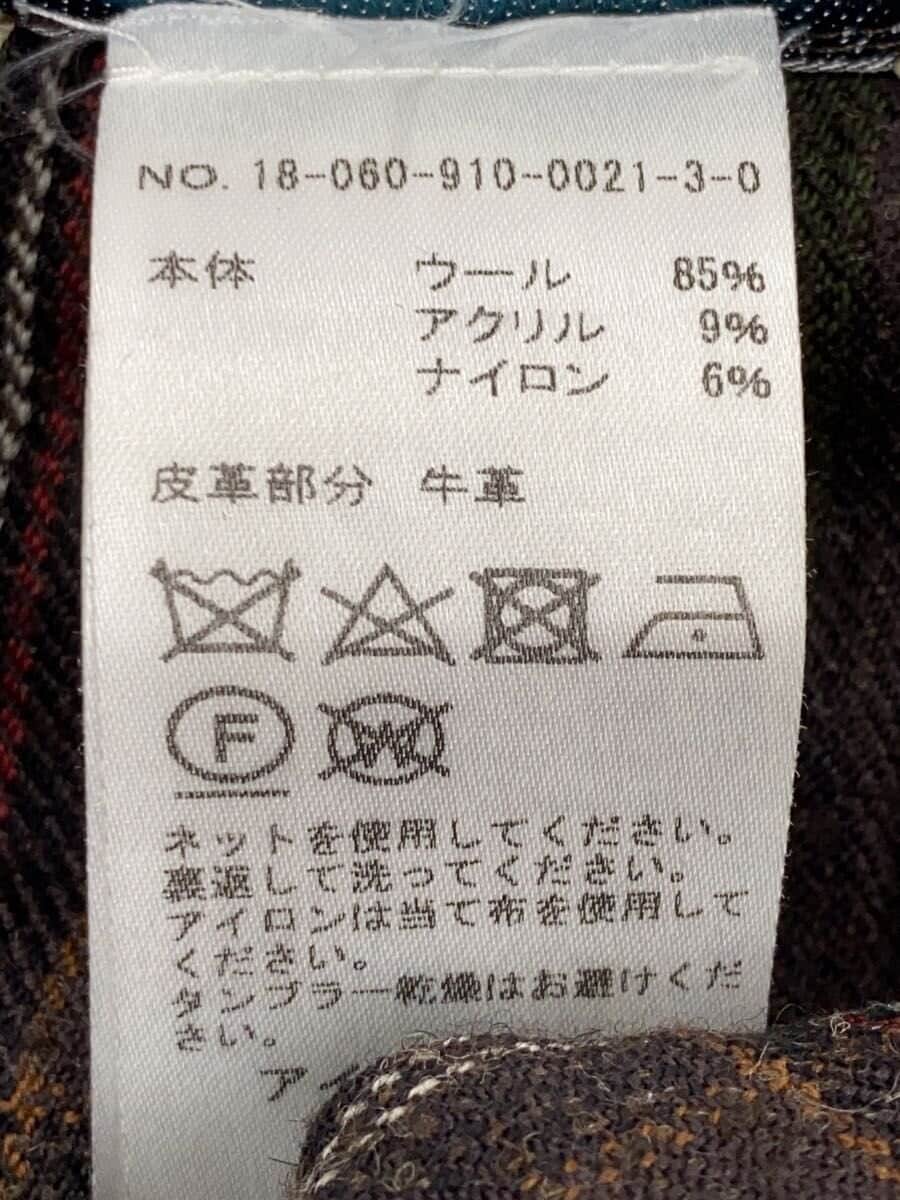 NO. 18-060-910-0021-3-0
本体 ウール 85%
アクリル 9%
ナイロン 6%
皮革部分 牛革
F W
ネットを使用してください。
裏返して洗ってください。
アイロンは当て布を使用して
ください。
タンブラー乾燥はお避けくだ
さい。
アイ